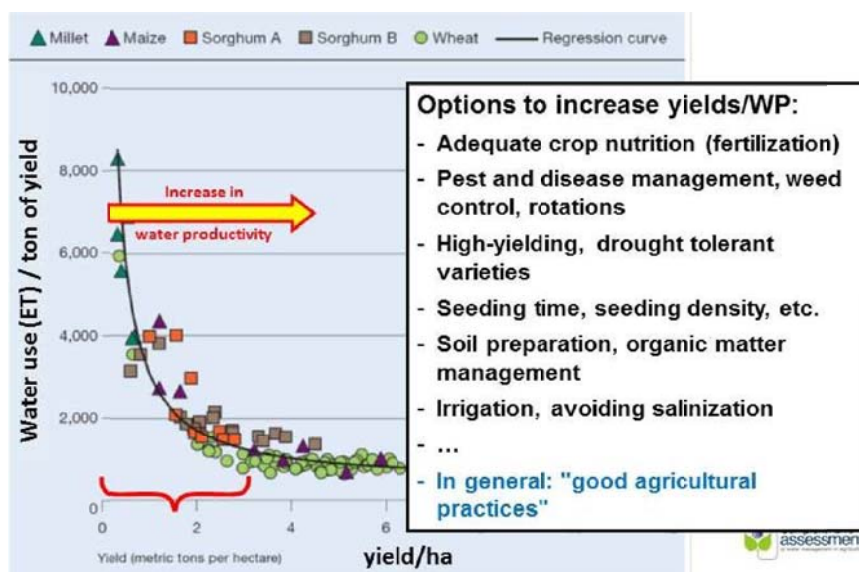 Millet Maize Sorghum A Sorghum B Wheat Regression curve
10,000
8,000
6,000
4,000
2,000
0
Water use (ET) / ton of yield
Increase in
water productivity
0 2 4 6
Yield (metric tons per hectare)
yield/ha
Options to increase yields/WP:
- Adequate crop nutrition (fertilization)
- Pest and disease management, weed
control, rotations
- High-yielding, drought tolerant
varieties
- Seeding time, seeding density, etc.
- Soil preparation, organic matter
management
- Irrigation, avoiding salinization
- ...
- In general: "good agricultural
practices"
assessment